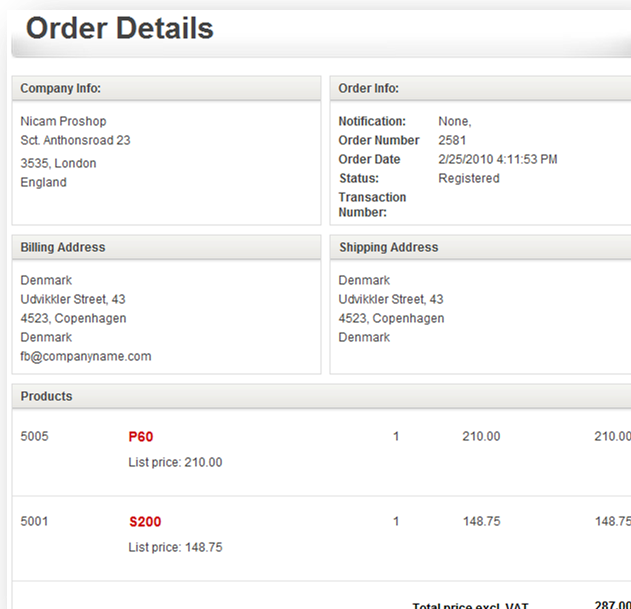 Order Details
Company Info:
Nicam Proshop
Sct. Anthonsroad 23
3535, London
England
Order Info:
Notification: None,
Order Number 2581
Order Date 2/25/2010 4:11:53 PM
Status: Registered
Transaction
Number:
Billing Address
Denmark
Udvikkler Street, 43
4523, Copenhagen
Denmark
fb@companyname.com
Shipping Address
Denmark
Udvikkler Street, 43
4523, Copenhagen
Denmark
Products
5005 P60 1 210.00 210.00
List price: 210.00
5001 S200 1 148.75 148.75
List price: 148.75
Total price excl. VAT 287.00